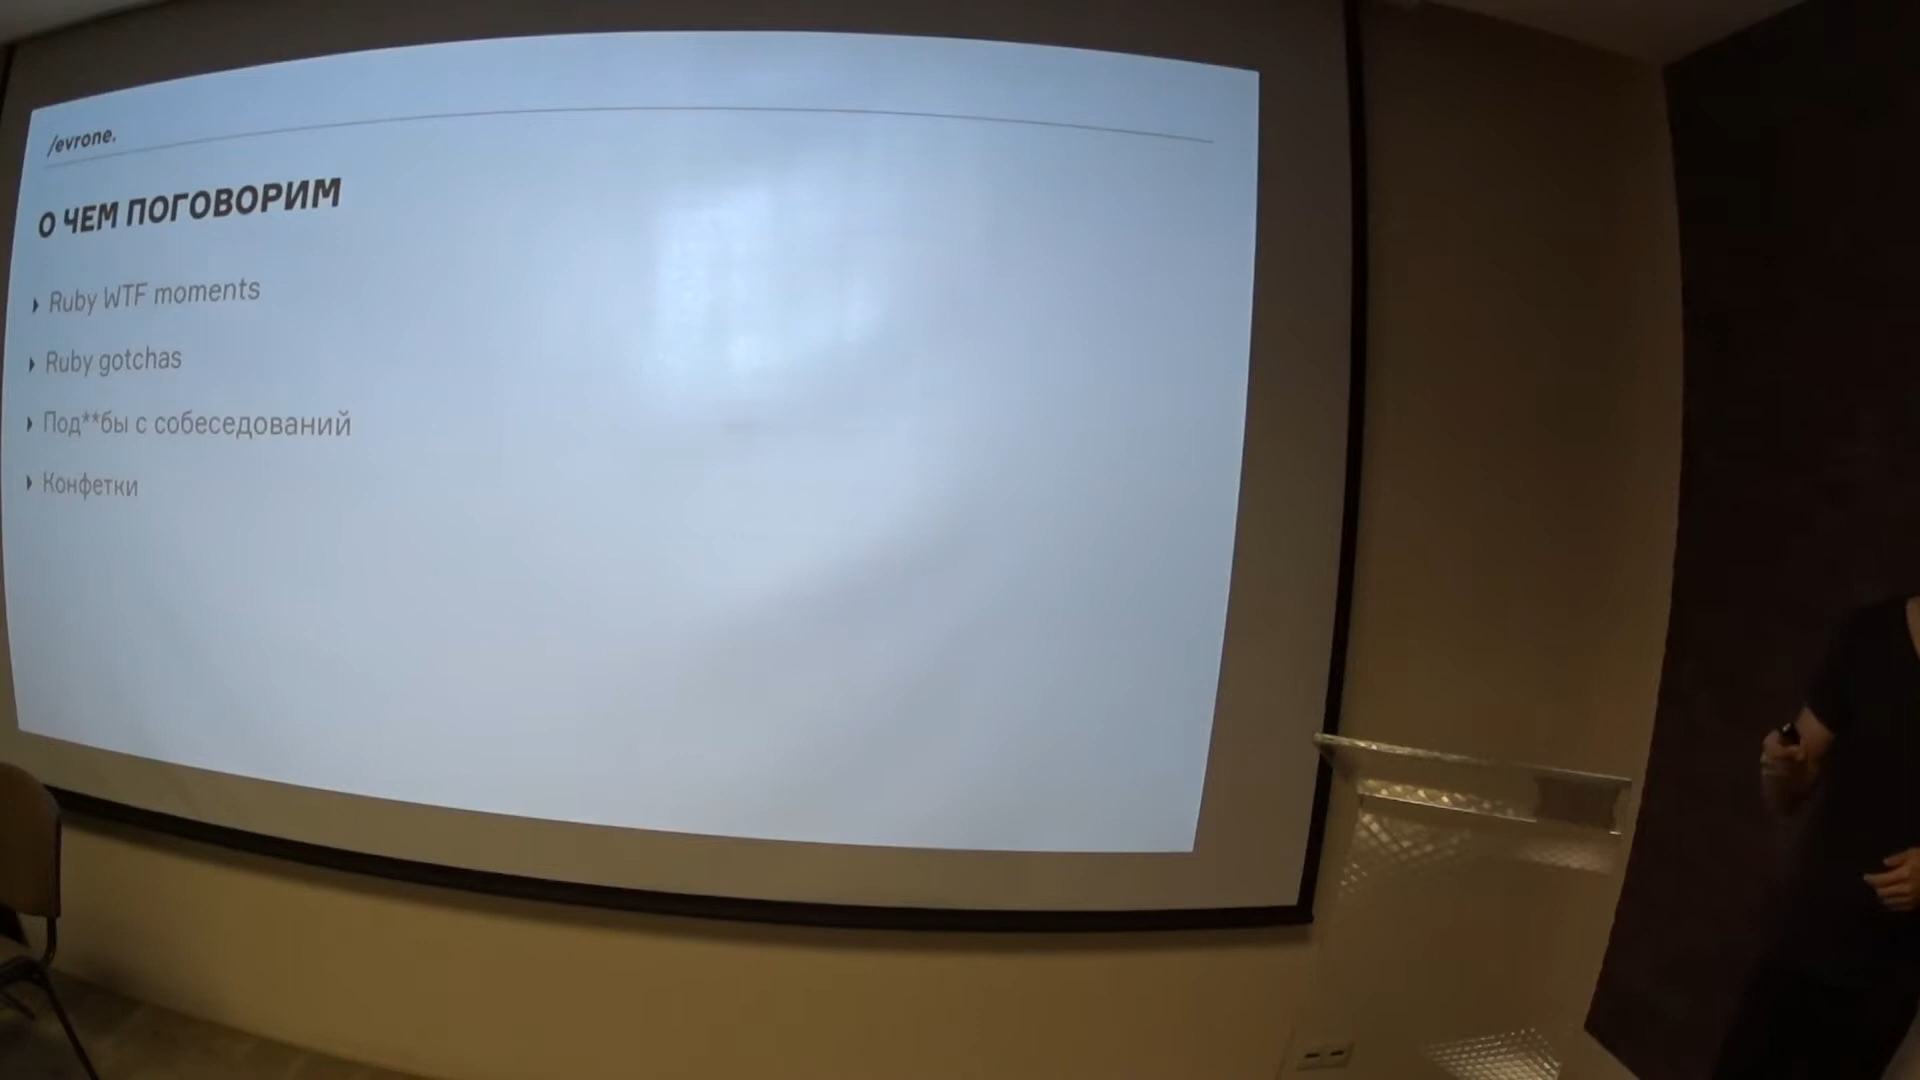 /evrone.
О ЧЕМ ПОГОВОРИМ
Ruby WTF moments
Ruby gotchas
Под**бы с собеседований
Конфетки